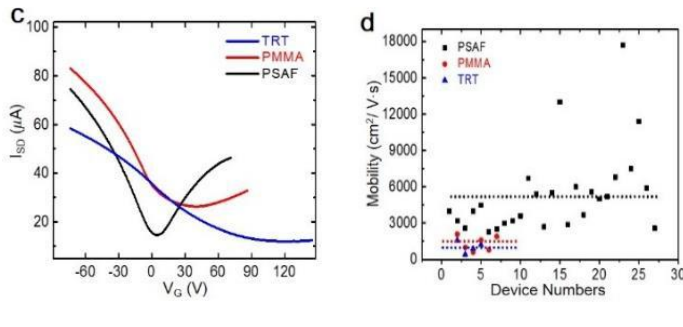 c
TRT
PMMA
PSAF
100
80
60
40
20
I_SD (μA)
-60 -30 0 30 60 90 120
V_G (V)
d
PSAF
PMMA
TRT
18000
15000
12000
9000
6000
3000
0
Mobility (cm²/ V·s)
0 5 10 15 20 25 30
Device Numbers